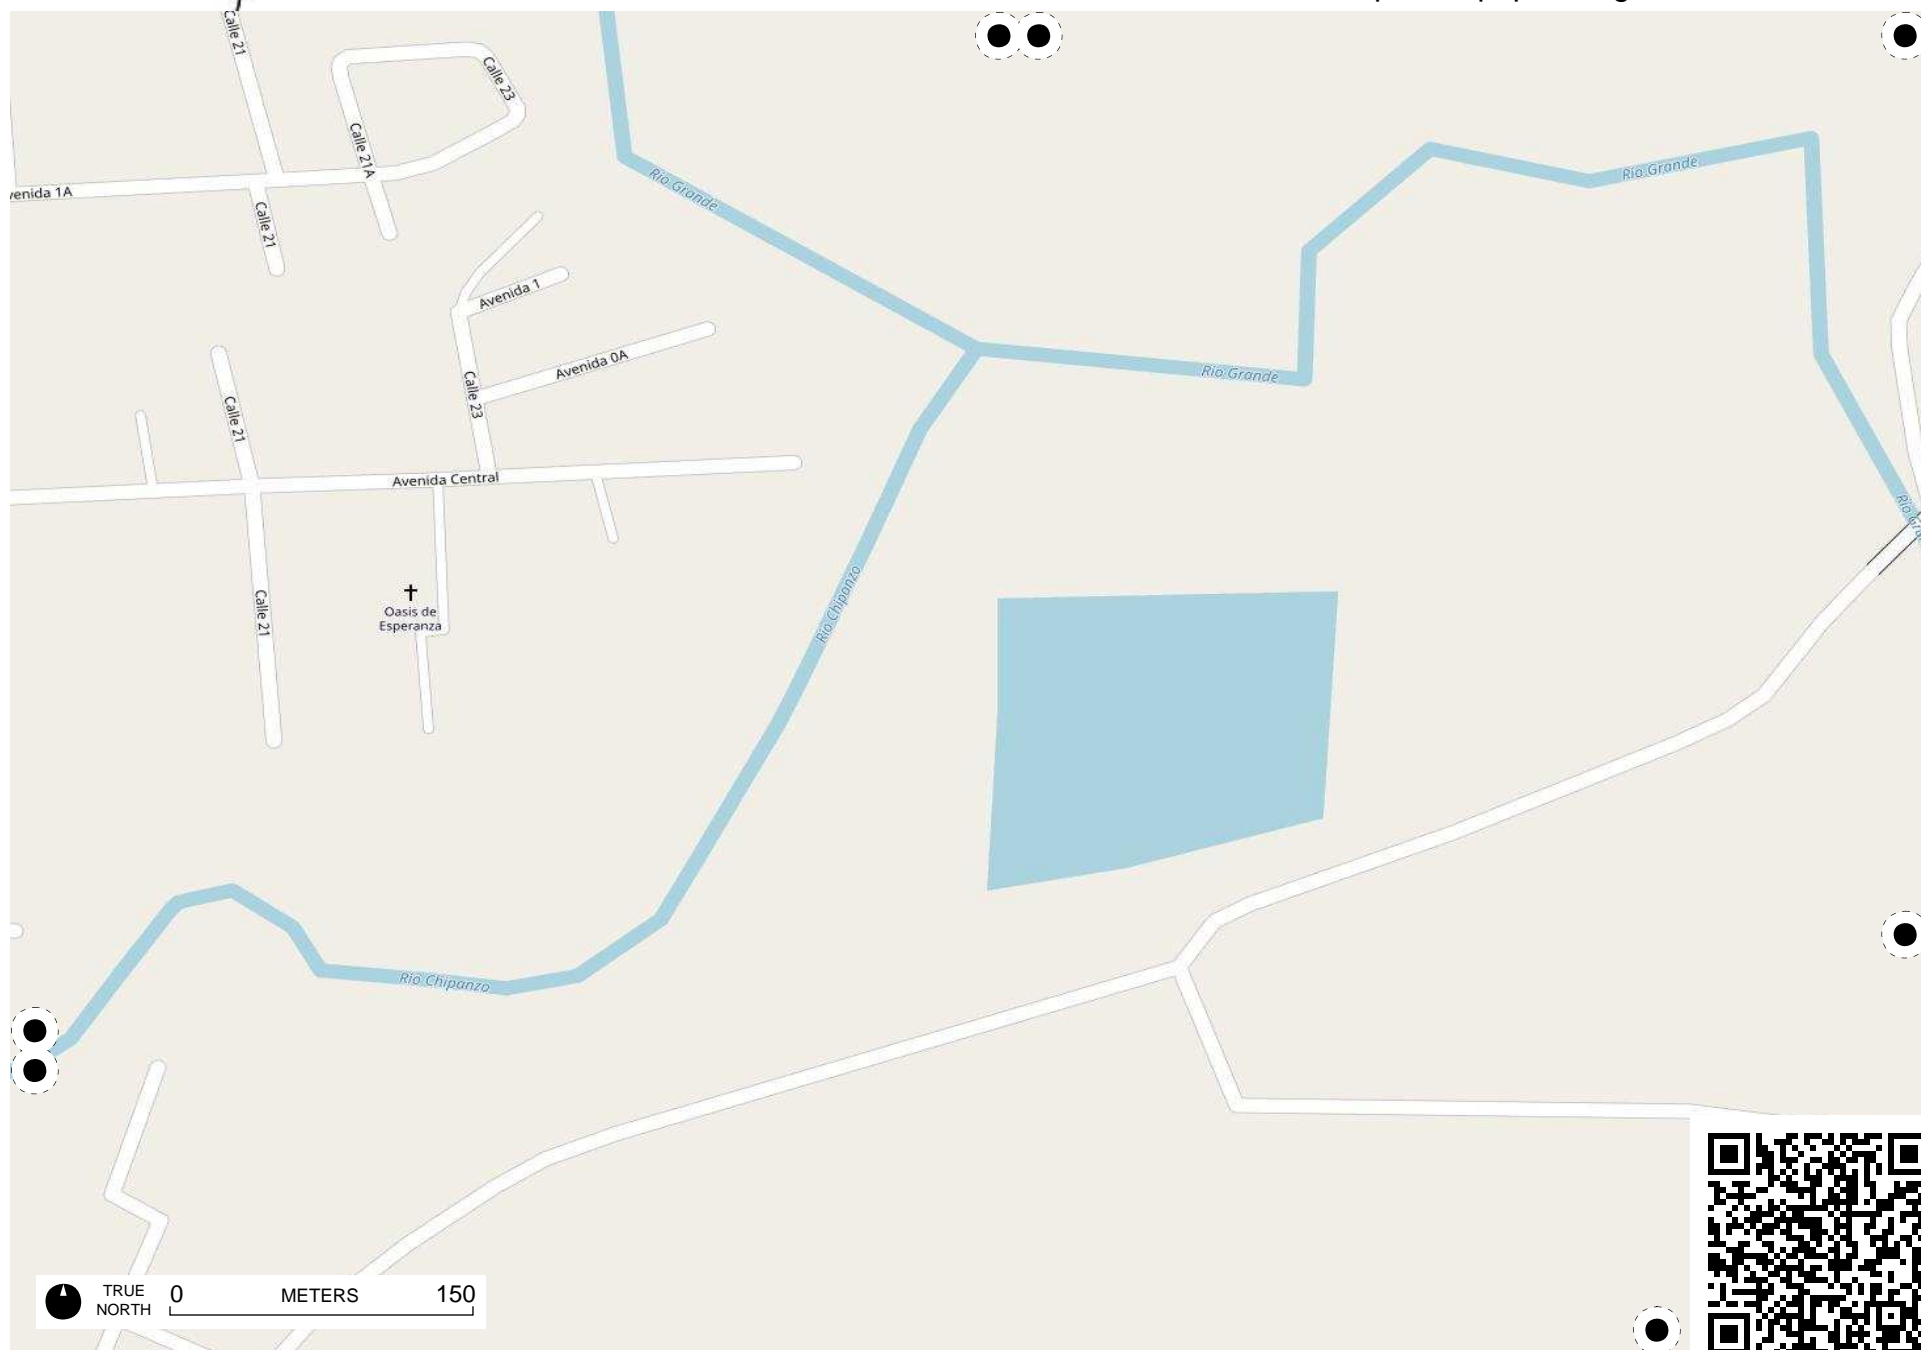 Calle 21
Calle 23
Calle 21A
Avenida 1A
Calle 21
Rio Grande
Rio Grande
Avenida 1
Avenida 0A
Calle 23
Rio Grande
Calle 21
Avenida Central
Rio Chipanzo
Calle 21
Oasis de
Esperanza
Rio Chipanzo
TRUE
NORTH
0
METERS
150